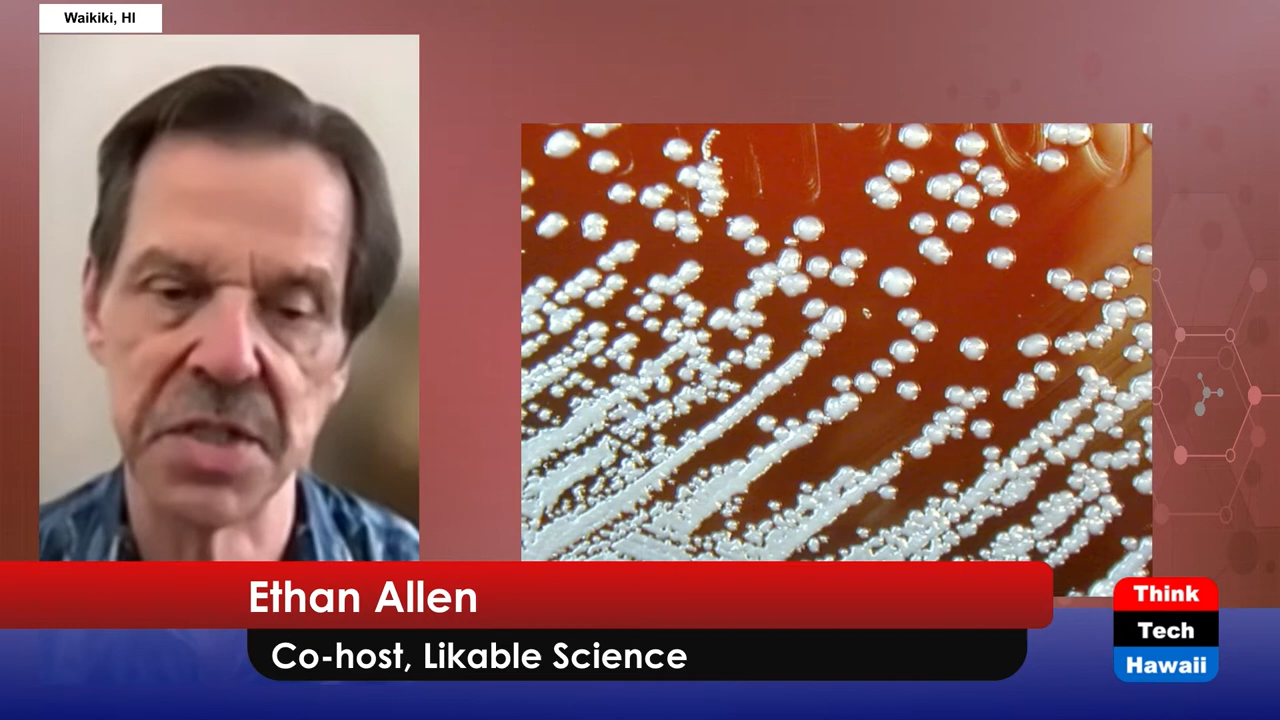 Waikiki, HI
Ethan Allen
Co-host, Likable Science
Think
Tech
Hawaii